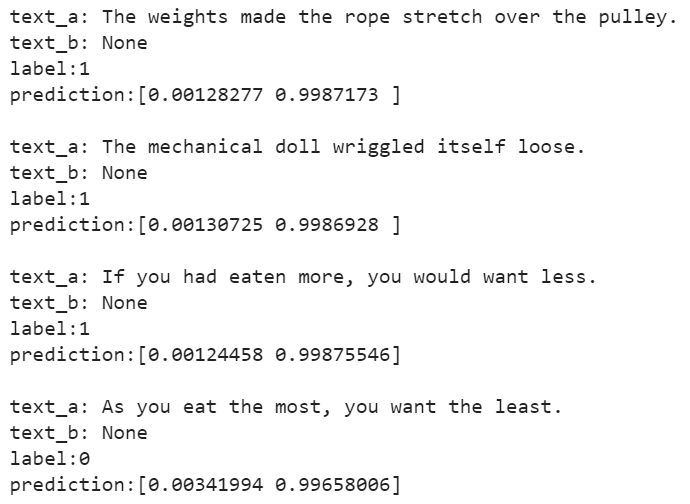 text_a: The weights made the rope stretch over the pulley.
text_b: None
label:1
prediction:[0.00128277 0.9987173 ]
text_a: The mechanical doll wriggled itself loose.
text_b: None
label:1
prediction:[0.00130725 0.9986928 ]
text_a: If you had eaten more, you would want less.
text_b: None
label:1
prediction:[0.00124458 0.99875546]
text_a: As you eat the most, you want the least.
text_b: None
label:0
prediction:[0.00341994 0.99658006]